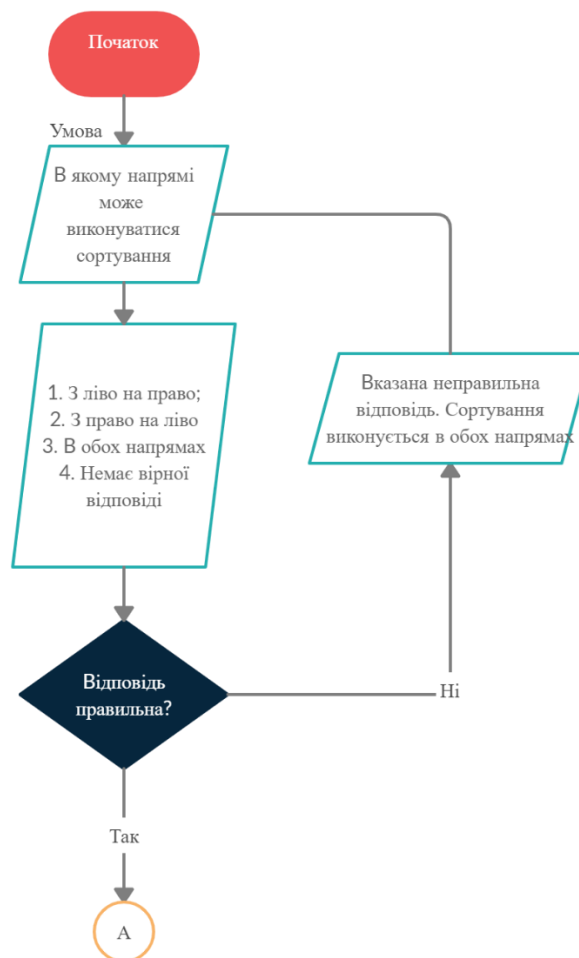 Початок
Умова
В якому напрямі
може
виконуватися
сортування
1. З ліво на право;
2. З право на ліво
3. В обох напрямах
4. Немає вірної
відповіді
Вказана неправильна
відповідь. Сортування
виконується в обох напрямах
Відповідь
правильна?
Ні
Так
А